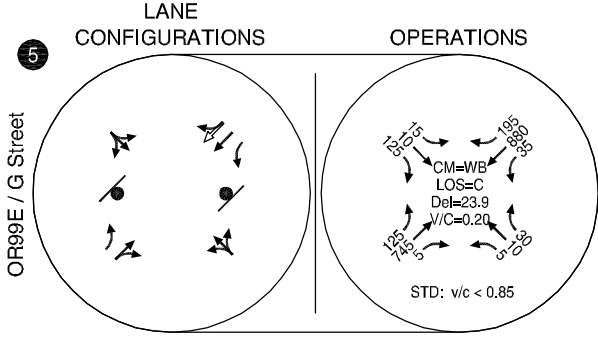 LANE
CONFIGURATIONS
OPERATIONS
5
OR99E / G Street
125
10
15
195
880
35
CM=WB
LOS=C
Del=23.9
V/C=0.20
125
745
5
30
10
5
STD: v/c < 0.85